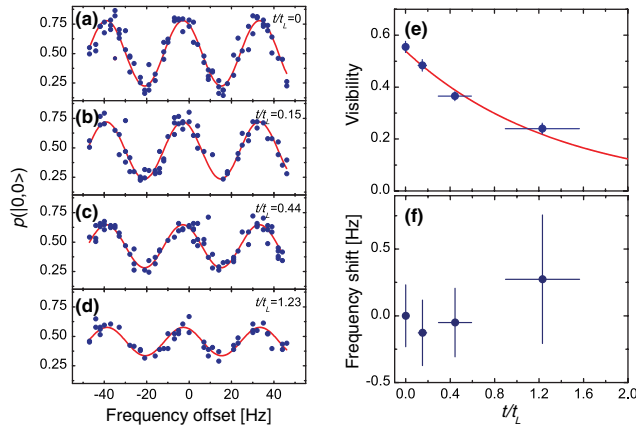 (a)
t/t_L=0
0.75
0.50
0.25
(b)
t/t_L=0.15
0.75
0.50
0.25
(c)
t/t_L=0.44
0.75
0.50
0.25
(d)
t/t_L=1.23
0.75
0.50
0.25
p(|0,0>)
-40 -20 0 20 40
Frequency offset [Hz]
(e)
0.6
0.4
0.2
0.0
Visibility
(f)
0.5
0.0
-0.5
Frequency shift [Hz]
0.0 0.4 0.8 1.2 1.6 2.0
t/t_L